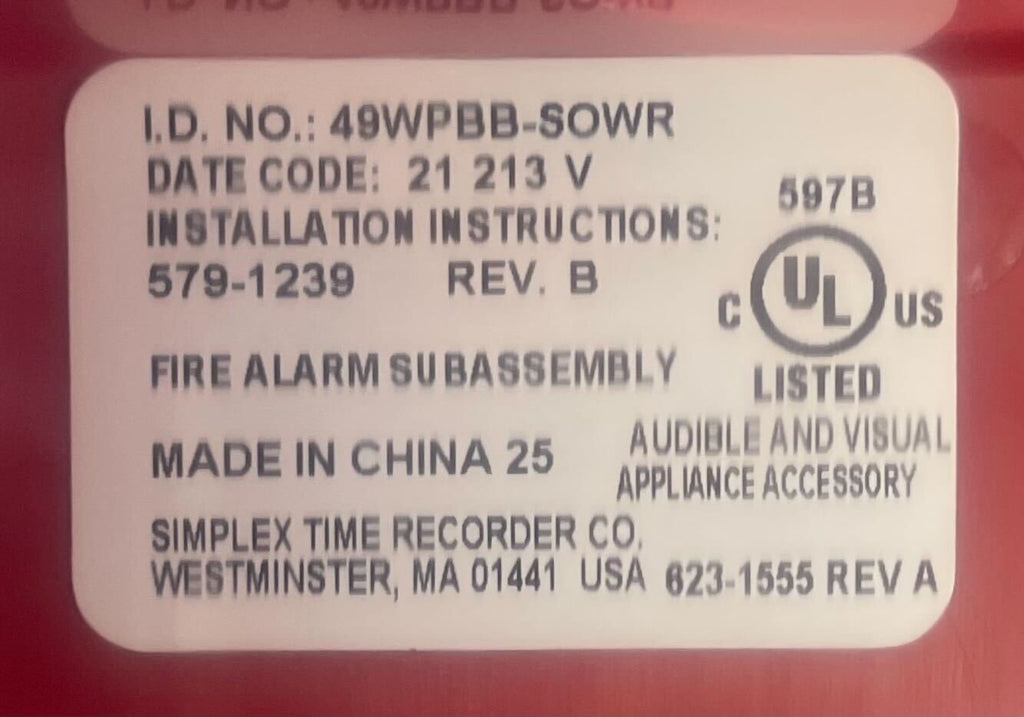 I.D. NO.: 49WPBB-SOWR
DATE CODE: 21 213 V
INSTALLATION INSTRUCTIONS:
579-1239 REV. B
597B
C UL US
LISTED
FIRE ALARM SUBASSEMBLY
AUDIBLE AND VISUAL
APPLIANCE ACCESSORY
MADE IN CHINA 25
SIMPLEX TIME RECORDER CO.
WESTMINSTER, MA 01441 USA 623-1555 REV A